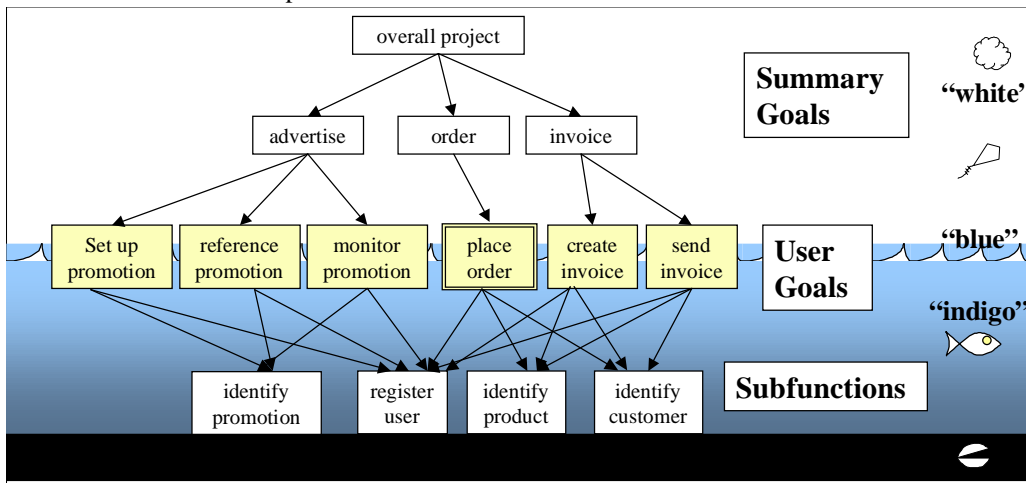 overall project
Summary
Goals
“white”
advertise
order
invoice
Set up
promotion
reference
promotion
monitor
promotion
place
order
create
invoice
send
invoice
User
Goals
“blue”
“indigo”
identify
promotion
register
user
identify
product
identify
customer
Subfunctions